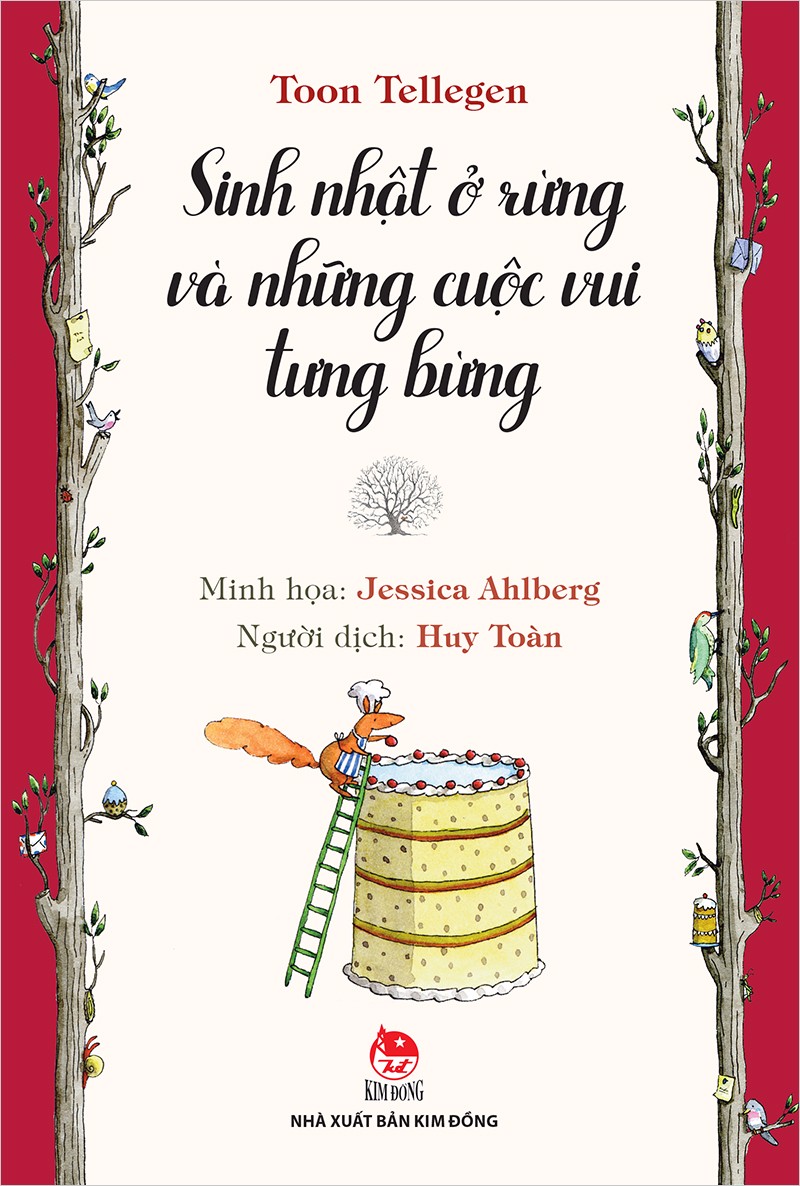 Toon Tellegen
Sinh nhật ở rừng
và những cuộc vui
tưng bừng
Minh họa: Jessica Ahlberg
Người dịch: Huy Toàn
KIM ĐỒNG
NHÀ XUẤT BẢN KIM ĐỒNG